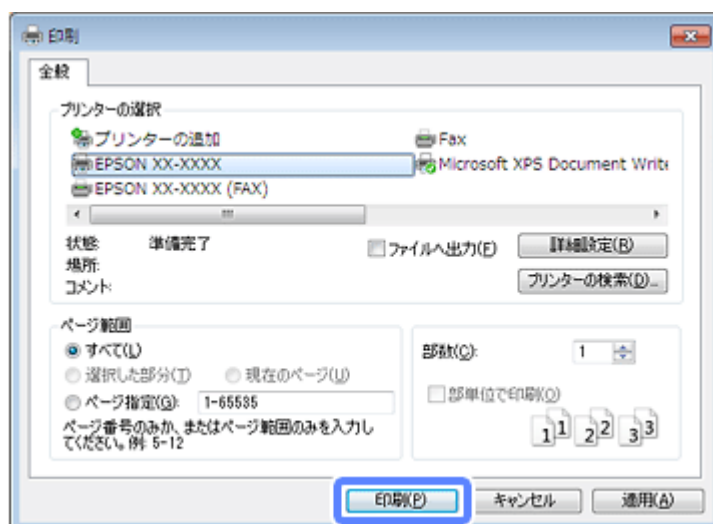 印刷
全般
プリンターの選択
プリンターの追加
Fax
EPSON XX-XXXX
Microsoft XPS Document Write
EPSON XX-XXXX (FAX)
状態: 準備完了
ファイルへ出力(F)
詳細設定(R)
場所:
コメント:
プリンターの検索(D)...
ページ範囲
すべて(L)
選択した部分(T)
現在のページ(U)
ページ指定(G): 1-65535
ページ番号のみか、またはページ範囲のみを入力し
てください。例: 5-12
部数(C): 1
部単位で印刷(O)
11 22 33
印刷(P)
キャンセル
適用(A)